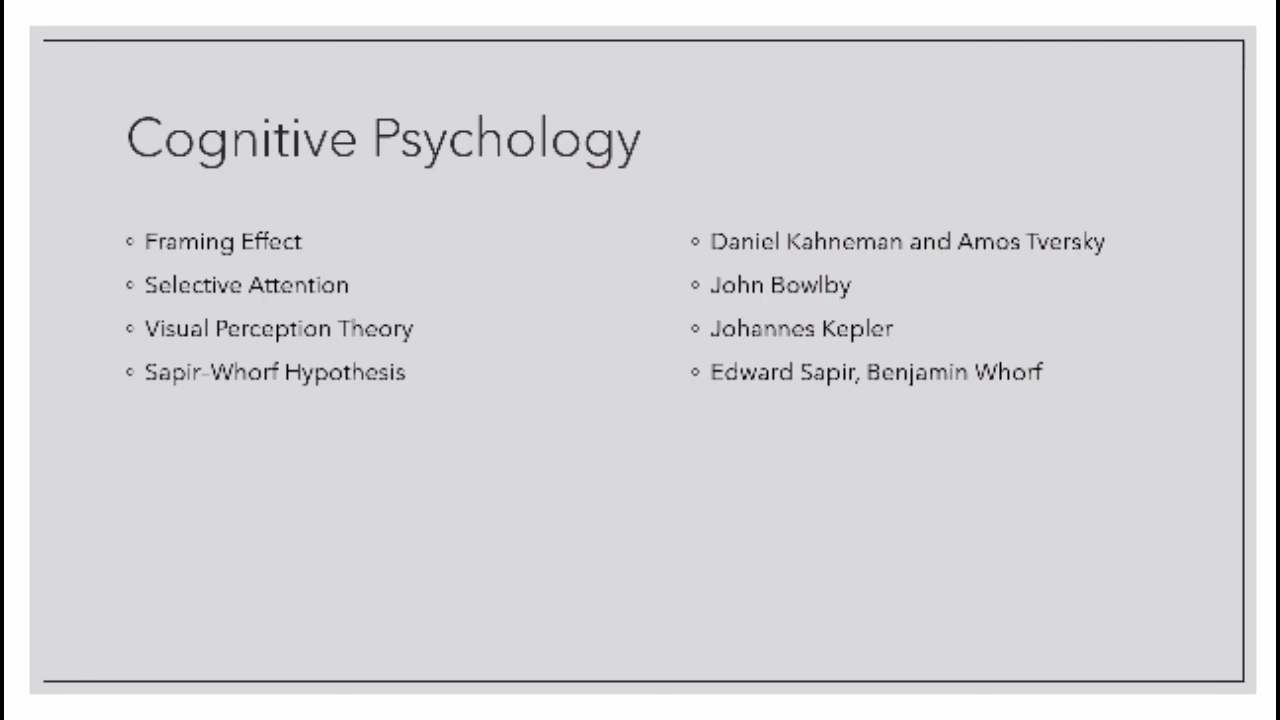 Cognitive Psychology
◦ Framing Effect
◦ Selective Attention
◦ Visual Perception Theory
◦ Sapir-Whorf Hypothesis
◦ Daniel Kahneman and Amos Tversky
◦ John Bowlby
◦ Johannes Kepler
◦ Edward Sapir, Benjamin Whorf